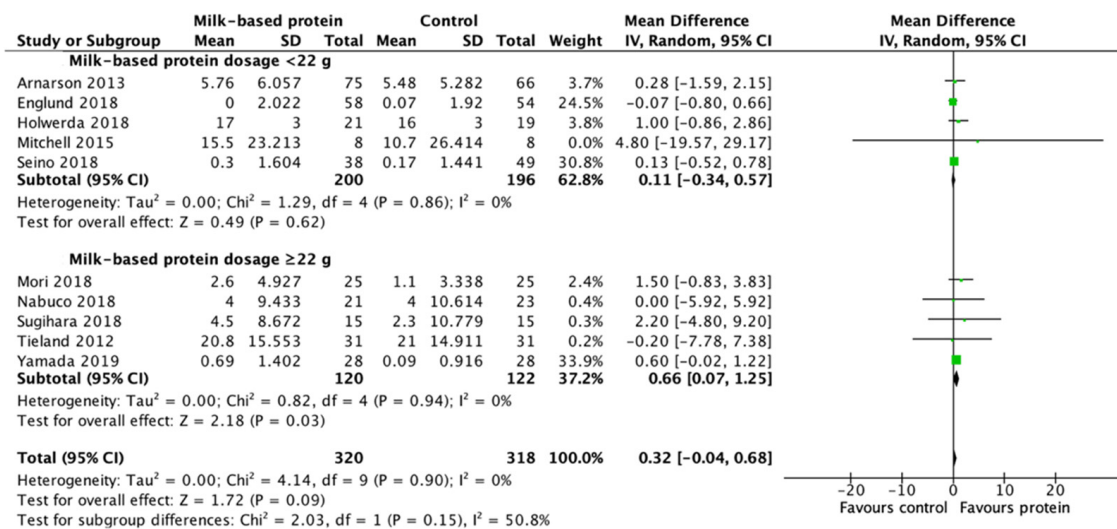 Milk-based protein Control Mean Difference Mean Difference
Study or Subgroup Mean SD Total Mean SD Total Weight IV, Random, 95% CI IV, Random, 95% CI
Milk-based protein dosage <22 g
Arnarson 2013 5.76 6.057 75 5.48 5.282 66 3.7% 0.28 [−1.59, 2.15]
Englund 2018 0 2.022 58 0.07 1.92 54 24.5% −0.07 [−0.80, 0.66]
Holwerda 2018 17 3 21 16 3 19 3.8% 1.00 [−0.86, 2.86]
Mitchell 2015 15.5 23.213 8 10.7 26.414 8 0.0% 4.80 [−19.57, 29.17]
Seino 2018 0.3 1.604 38 0.17 1.441 49 30.8% 0.13 [−0.52, 0.78]
Subtotal (95% CI) 200 196 62.8% 0.11 [−0.34, 0.57]
Heterogeneity: Tau² = 0.00; Chi² = 1.29, df = 4 (P = 0.86); I² = 0%
Test for overall effect: Z = 0.49 (P = 0.62)
Milk-based protein dosage ≥22 g
Mori 2018 2.6 4.927 25 1.1 3.338 25 2.4% 1.50 [−0.83, 3.83]
Nabuco 2018 4 9.433 21 4 10.614 23 0.4% 0.00 [−5.92, 5.92]
Sugihara 2018 4.5 8.672 15 2.3 10.779 15 0.3% 2.20 [−4.80, 9.20]
Tieland 2012 20.8 15.553 31 21 14.911 31 0.2% −0.20 [−7.78, 7.38]
Yamada 2019 0.69 1.402 28 0.09 0.916 28 33.9% 0.60 [−0.02, 1.22]
Subtotal (95% CI) 120 122 37.2% 0.66 [0.07, 1.25]
Heterogeneity: Tau² = 0.00; Chi² = 0.82, df = 4 (P = 0.94); I² = 0%
Test for overall effect: Z = 2.18 (P = 0.03)
Total (95% CI) 320 318 100.0% 0.32 [−0.04, 0.68]
Heterogeneity: Tau² = 0.00; Chi² = 4.14, df = 9 (P = 0.90); I² = 0%
Test for overall effect: Z = 1.72 (P = 0.09)
Test for subgroup differences: Chi² = 2.03, df = 1 (P = 0.15), I² = 50.8%
−20 −10 0 10 20
Favours control Favours protein